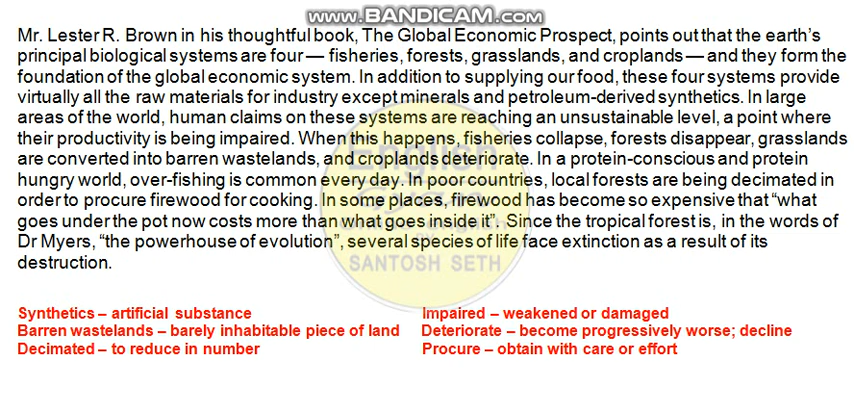 www.BANDICAM.com
Mr. Lester R. Brown in his thoughtful book, The Global Economic Prospect, points out that the earth's
principal biological systems are four — fisheries, forests, grasslands, and croplands — and they form the
foundation of the global economic system. In addition to supplying our food, these four systems provide
virtually all the raw materials for industry except minerals and petroleum-derived synthetics. In large
areas of the world, human claims on these systems are reaching an unsustainable level, a point where
their productivity is being impaired. When this happens, fisheries collapse, forests disappear, grasslands
are converted into barren wastelands, and croplands deteriorate. In a protein-conscious and protein
hungry world, over-fishing is common every day. In poor countries, local forests are being decimated in
order to procure firewood for cooking. In some places, firewood has become so expensive that “what
goes under the pot now costs more than what goes inside it”. Since the tropical forest is, in the words of
Dr Myers, “the powerhouse of evolution”, several species of life face extinction as a result of its
destruction.
English
BY
SANTOSH SETH
Synthetics – artificial substance Impaired – weakened or damaged
Barren wastelands – barely inhabitable piece of land Deteriorate – become progressively worse; decline
Decimated – to reduce in number Procure – obtain with care or effort